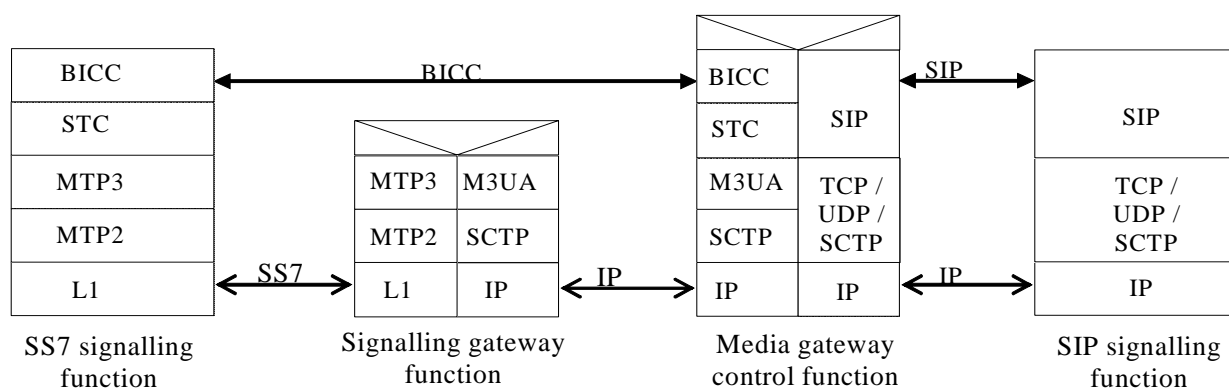 BICC
STC
MTP3
MTP2
L1
SS7 signalling
function
BICC
SS7
MTP3
M3UA
MTP2
SCTP
L1
IP
Signalling gateway
function
IP
BICC
STC
M3UA
SCTP
IP
SIP
TCP /
UDP /
SCTP
IP
Media gateway
control function
SIP
IP
SIP
TCP /
UDP /
SCTP
IP
SIP signalling
function